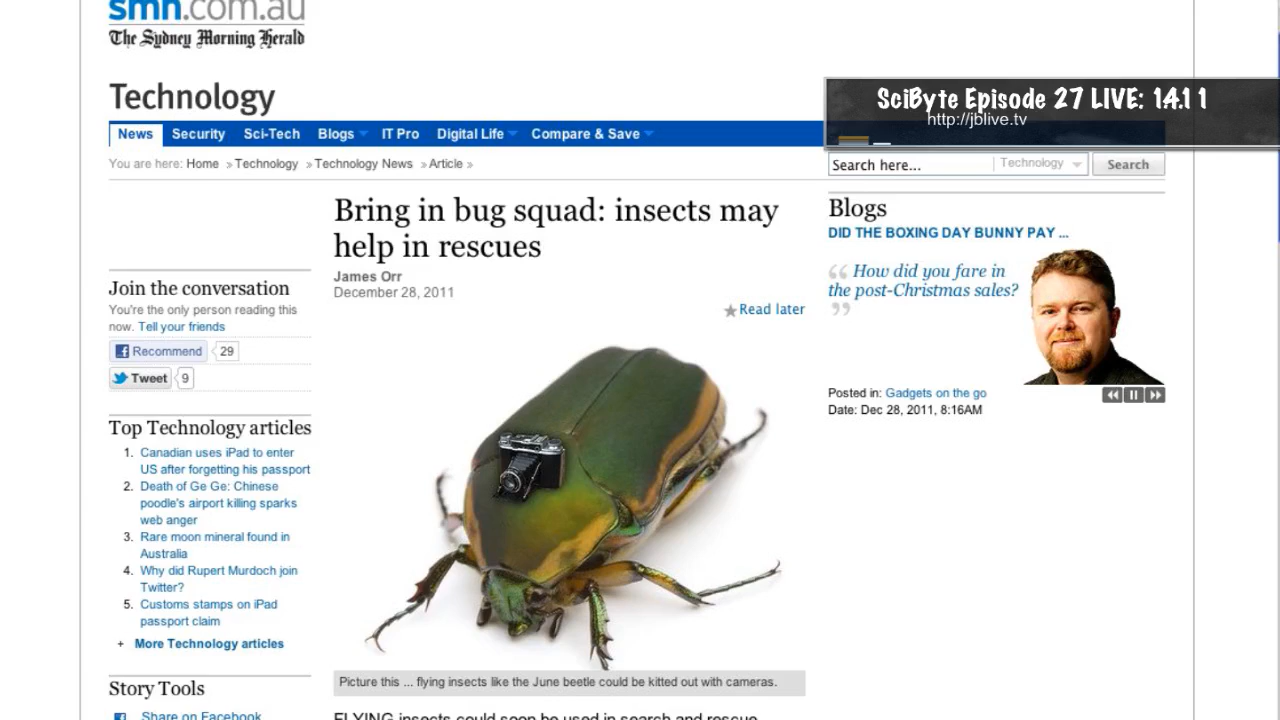 smh.com.au
The Sydney Morning Herald
Technology
SciByte Episode 27 LIVE: 14.11
http://jblive.tv
News Security Sci-Tech Blogs IT Pro Digital Life Compare & Save
You are here: Home » Technology » Technology News » Article »
Search here... Technology Search
Bring in bug squad: insects may
help in rescues
James Orr
December 28, 2011
Read later
Join the conversation
You're the only person reading this
now. Tell your friends
Recommend 29
Tweet 9
Top Technology articles
1. Canadian uses iPad to enter
US after forgetting his passport
2. Death of Ge Ge: Chinese
poodle's airport killing sparks
web anger
3. Rare moon mineral found in
Australia
4. Why did Rupert Murdoch join
Twitter?
5. Customs stamps on iPad
passport claim
+ More Technology articles
Story Tools
Share on Facebook
Picture this ... flying insects like the June beetle could be kitted out with cameras.
FLYING insects could soon be used in search and rescue
Blogs
DID THE BOXING DAY BUNNY PAY ...
“ How did you fare in
the post-Christmas sales?
”
Posted in: Gadgets on the go
Date: Dec 28, 2011, 8:16AM